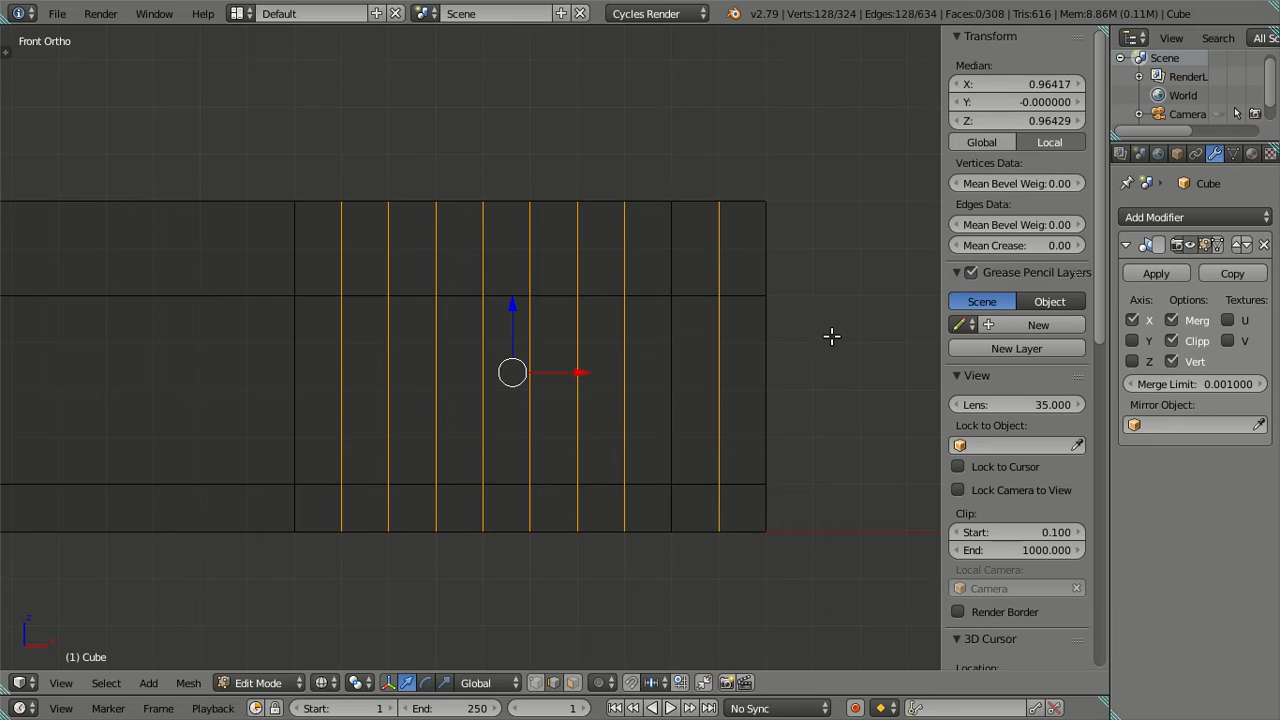 File Render Window Help Default Scene Cycles Render v2.79 | Verts:128/324 | Edges:128/634 | Faces:0/308 | Tris:616 | Mem:8.86M (0.11M) | Cube
Front Ortho
Transform
Median:
X: 0.96417
Y: -0.000000
Z: 0.96429
Global Local
Vertices Data:
Mean Bevel Weig: 0.00
Edges Data:
Mean Bevel Weig: 0.00
Mean Crease: 0.00
Grease Pencil Layers
Scene Object
New
New Layer
View
Lens: 35.000
Lock to Object:
Lock to Cursor
Lock Camera to View
Clip:
Start: 0.100
End: 1000.000
Local Camera:
Camera
Render Border
3D Cursor
Location:
View Search All Sc
Scene
RenderL
World
Camera
Cube
Add Modifier
Apply Copy
Axis: Options: Textures:
X Merg U
Y Clipp V
Z Vert
Merge Limit: 0.001000
Mirror Object:
z
x
(1) Cube
View Select Add Mesh Edit Mode Global
View Marker Frame Playback Start: 1 End: 250 1 No Sync